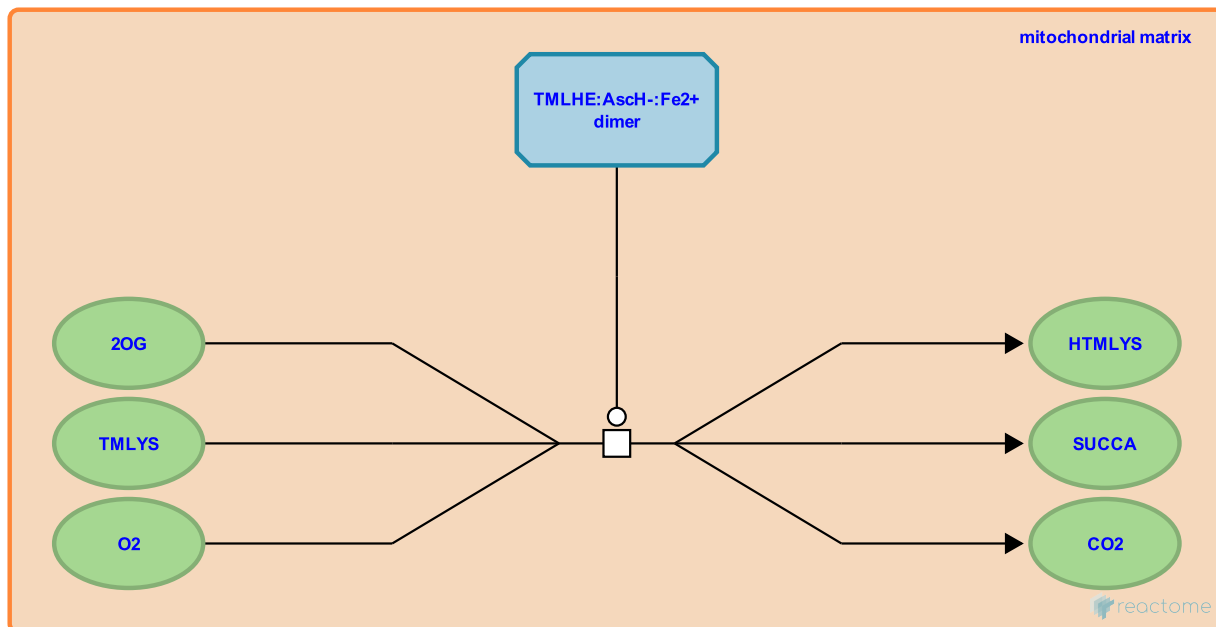 mitochondrial matrix
TMLHE:AscH-:Fe2+
dimer
2OG
HTMLYS
TMLYS
SUCCA
O2
CO2
reactome